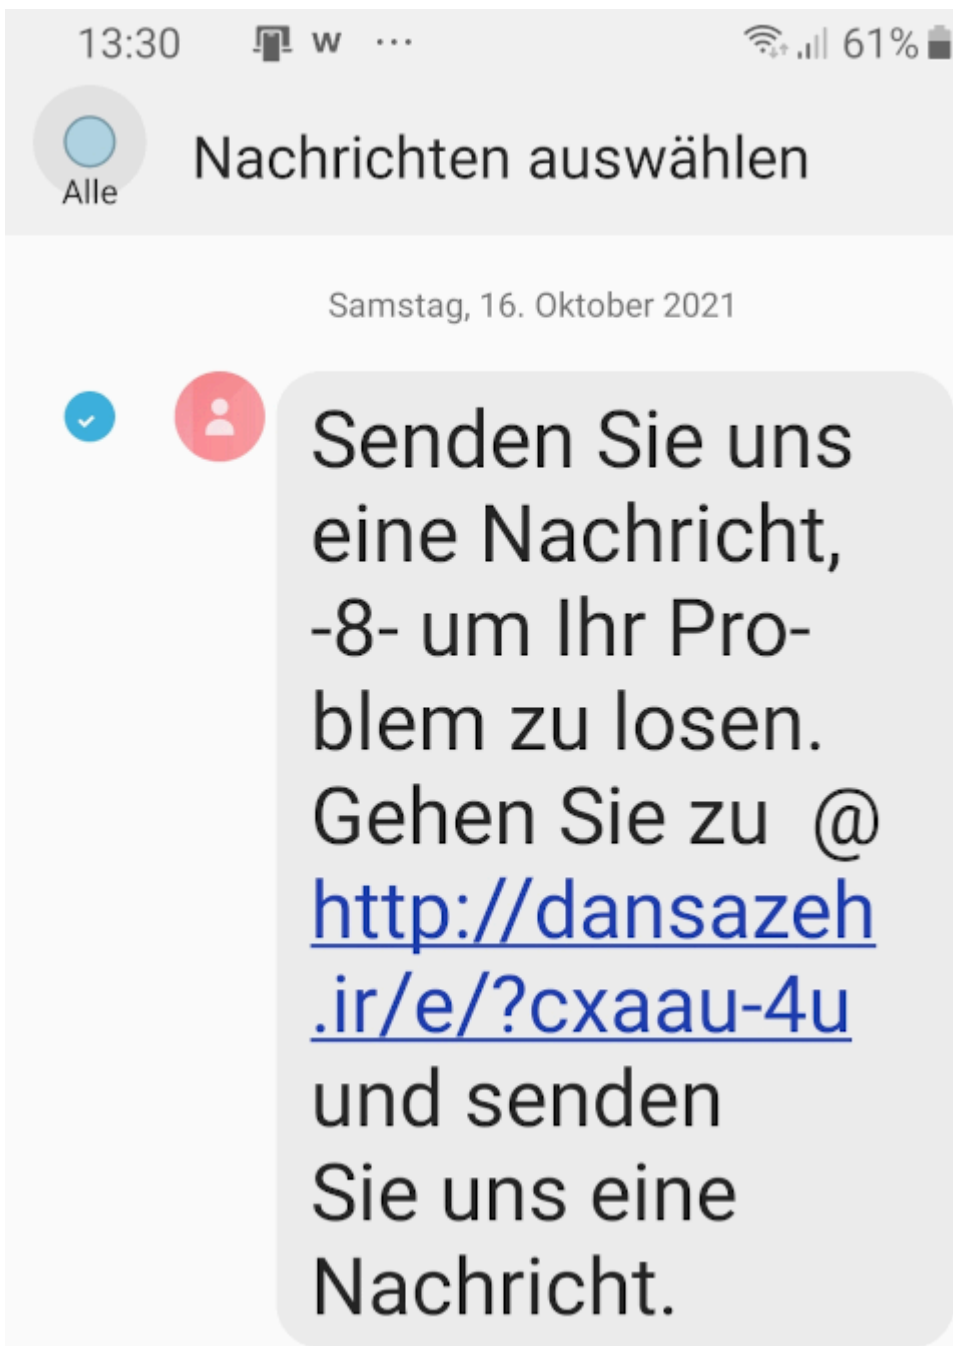 13:30 W ... 61%
Alle
Nachrichten auswählen
Samstag, 16. Oktober 2021
Senden Sie uns
eine Nachricht,
-8- um Ihr Pro-
blem zu losen.
Gehen Sie zu @
http://dansazeh
.ir/e/?cxaau-4u
und senden
Sie uns eine
Nachricht.